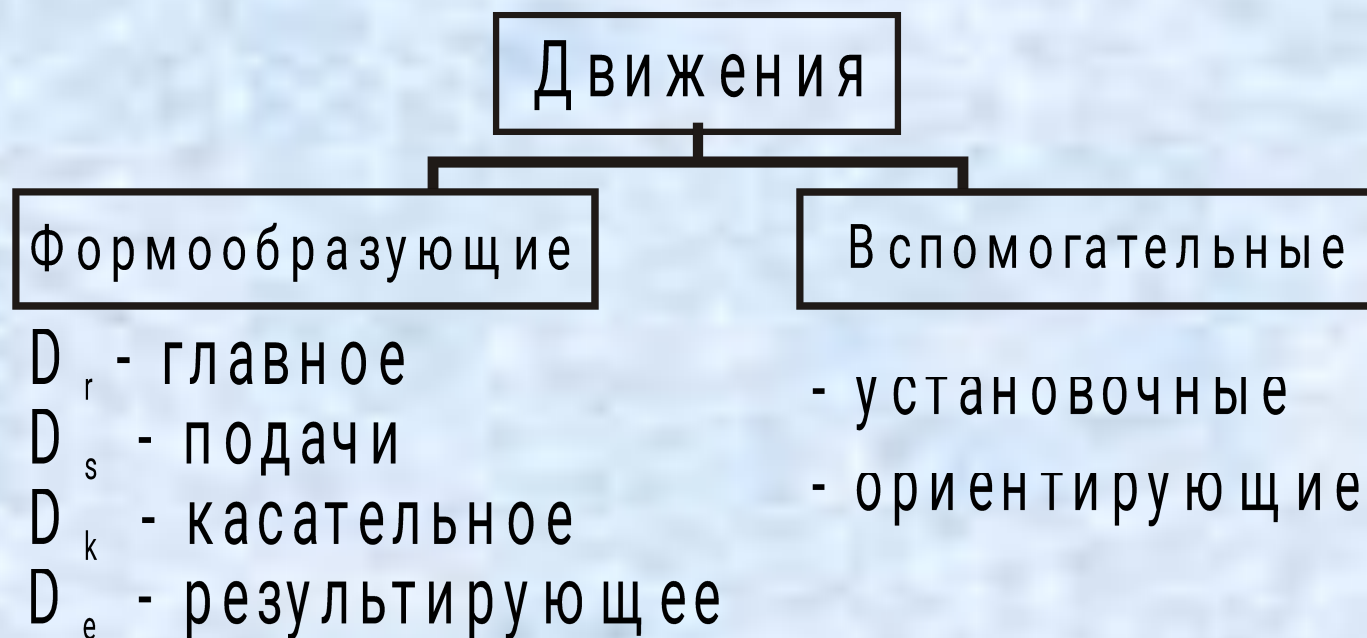 Движения
Формообразующие
Вспомогательные
D r - главное
D s - подачи
D k - касательное
D e - результирующее
- установочные
- ориентирующие